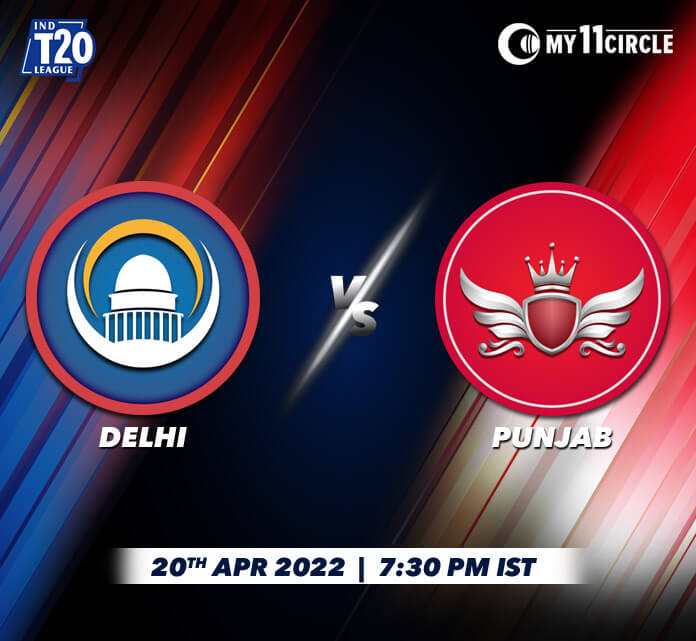 IND
T20
LEAGUE
MY11CIRCLE
VS
DELHI
PUNJAB
20TH APR 2022 | 7:30 PM IST